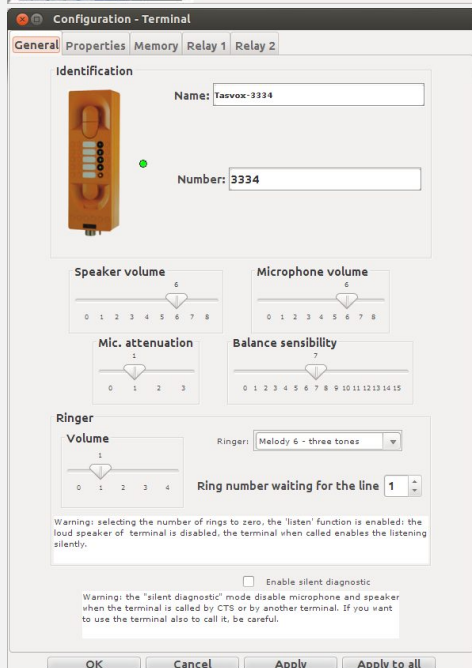 Configuration - Terminal
General Properties Memory Relay 1 Relay 2
Identification
Name: Tasvox-3334
Number: 3334
Speaker volume
6
0 1 2 3 4 5 6 7 8
Microphone volume
6
0 1 2 3 4 5 6 7 8
Mic. attenuation
1
0 1 2 3
Balance sensibility
7
0 1 2 3 4 5 6 7 8 9 10 11 12 13 14 15
Ringer
Volume
1
0 1 2 3 4
Ringer: Melody 6 - three tones
Ring number waiting for the line 1
Warning: selecting the number of rings to zero, the 'listen' function is enabled: the
loud speaker of terminal is disabled, the terminal when called enables the listening
silently.
Enable silent diagnostic
Warning: the "silent diagnostic" mode disable microphone and speaker
when the terminal is called by CTS or by another terminal. If you want
to use the terminal also to call it, be careful.
OK Cancel Apply Apply to all